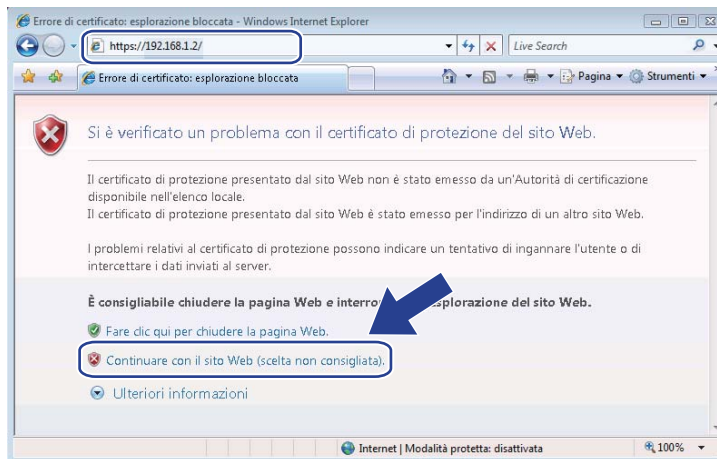 Errore di certificato: esplorazione bloccata - Windows Internet Explorer
https://192.168.1.2/
Live Search
Errore di certificato: esplorazione bloccata
Pagina
Strumenti
Si è verificato un problema con il certificato di protezione del sito Web.
Il certificato di protezione presentato dal sito Web non è stato emesso da un'Autorità di certificazione
disponibile nell'elenco locale.
Il certificato di protezione presentato dal sito Web è stato emesso per l'indirizzo di un altro sito Web.
I problemi relativi al certificato di protezione possono indicare un tentativo di ingannare l'utente o di
intercettare i dati inviati al server.
È consigliabile chiudere la pagina Web e esplorazione del sito Web.
Fare clic qui per chiudere la pagina Web.
Continuare con il sito Web (scelta non consigliata).
Ulteriori informazioni
Internet | Modalità protetta: disattivata
100%